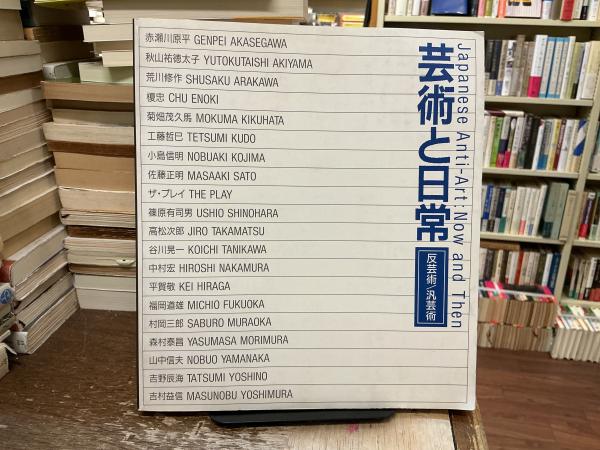 赤瀬川原平 GENPEI AKASEGAWA
秋山祐徳太子 YUTOKUTAISHI AKIYAMA
荒川修作 SHUSAKU ARAKAWA
榎忠 CHU ENOKI
菊畑茂久馬 MOKUMA KIKUHATA
工藤哲巳 TETSUMI KUDO
小島信明 NOBUAKI KOJIMA
佐藤正明 MASAAKI SATO
ザ・プレイ THE PLAY
篠原有司男 USHIO SHINOHARA
高松次郎 JIRO TAKAMATSU
谷川晃一 KOICHI TANIKAWA
中村宏 HIROSHI NAKAMURA
平賀敬 KEI HIRAGA
福岡道雄 MICHIO FUKUOKA
村岡三郎 SABURO MURAOKA
森村泰昌 YASUMASA MORIMURA
山中信夫 NOBUO YAMANAKA
吉野辰海 TATSUMI YOSHINO
吉村益信 MASUNOBU YOSHIMURA
Japanese Anti-Art: Now and Then
芸術と日常
反芸術/汎芸術